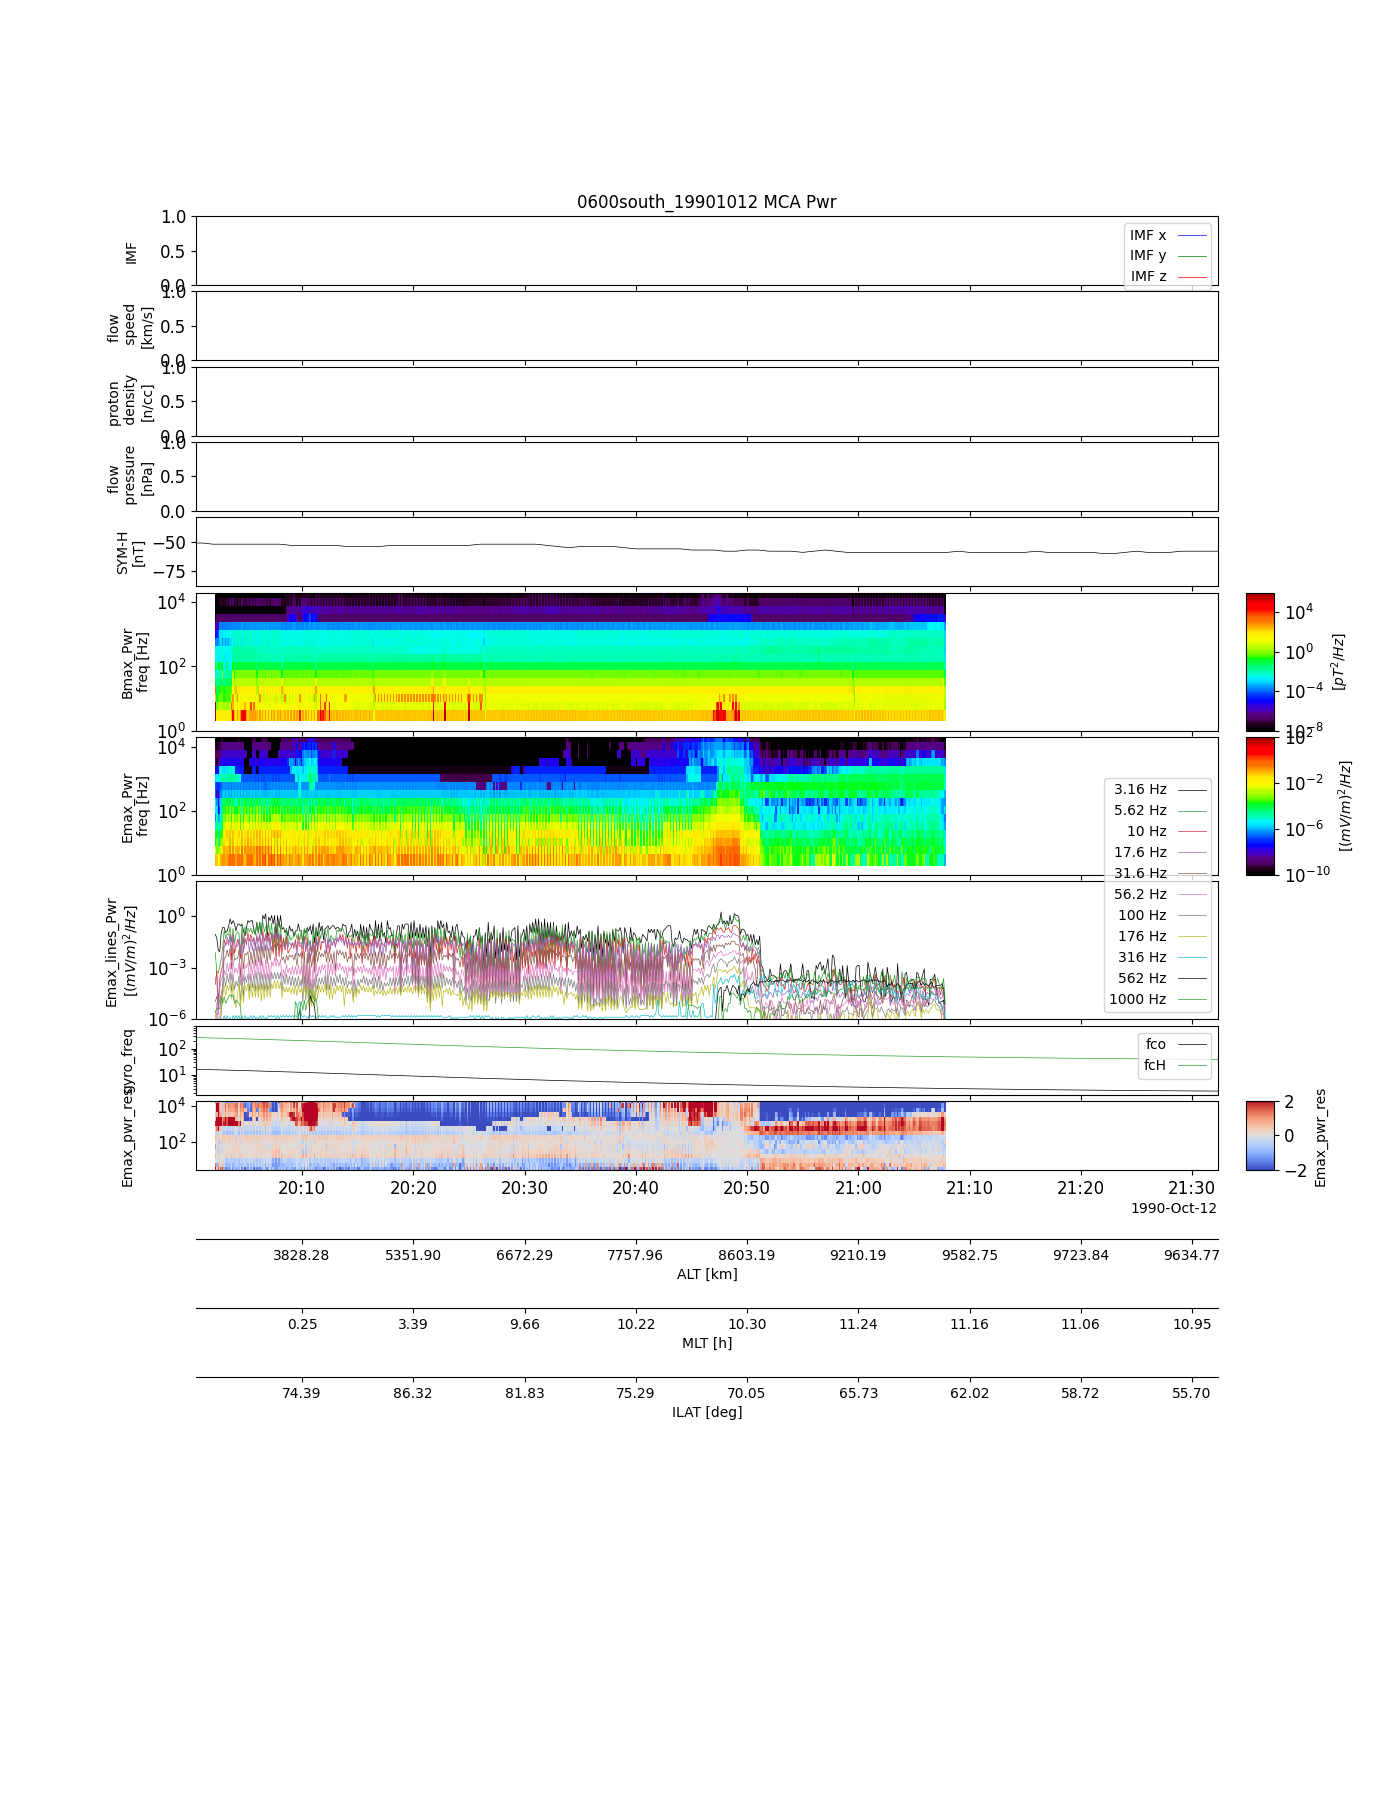 0600south_19901012 MCA Pwr
1.0
0.5
0.0
IMF
IMF x
IMF y
IMF z
1.0
0.5
0.0
flow
speed
[km/s]
1.0
0.5
0.0
proton
density
[n/cc]
1.0
0.5
0.0
flow
pressure
[nPa]
−50
−75
SYM-H
[nT]
10^4
10^2
10^0
Bmax_Pwr
freq [Hz]
10^4
10^0
10^−4
10^−8
[pT^2/Hz]
10^4
10^2
10^0
Emax_Pwr
freq [Hz]
10^2
10^−2
10^−6
10^−10
[(mV/m)^2/Hz]
3.16 Hz
5.62 Hz
10 Hz
17.6 Hz
31.6 Hz
56.2 Hz
100 Hz
176 Hz
316 Hz
562 Hz
1000 Hz
10^0
10^−3
10^−6
Emax_lines_Pwr
[(mV/m)^2/Hz]
10^2
10^1
gyro_freq
fco
fcH
10^4
10^2
Emax_pwr_res
2
0
−2
Emax_pwr_res
20:10 20:20 20:30 20:40 20:50 21:00 21:10 21:20 21:30
1990-Oct-12
3828.28 5351.90 6672.29 7757.96 8603.19 9210.19 9582.75 9723.84 9634.77
ALT [km]
0.25 3.39 9.66 10.22 10.30 11.24 11.16 11.06 10.95
MLT [h]
74.39 86.32 81.83 75.29 70.05 65.73 62.02 58.72 55.70
ILAT [deg]